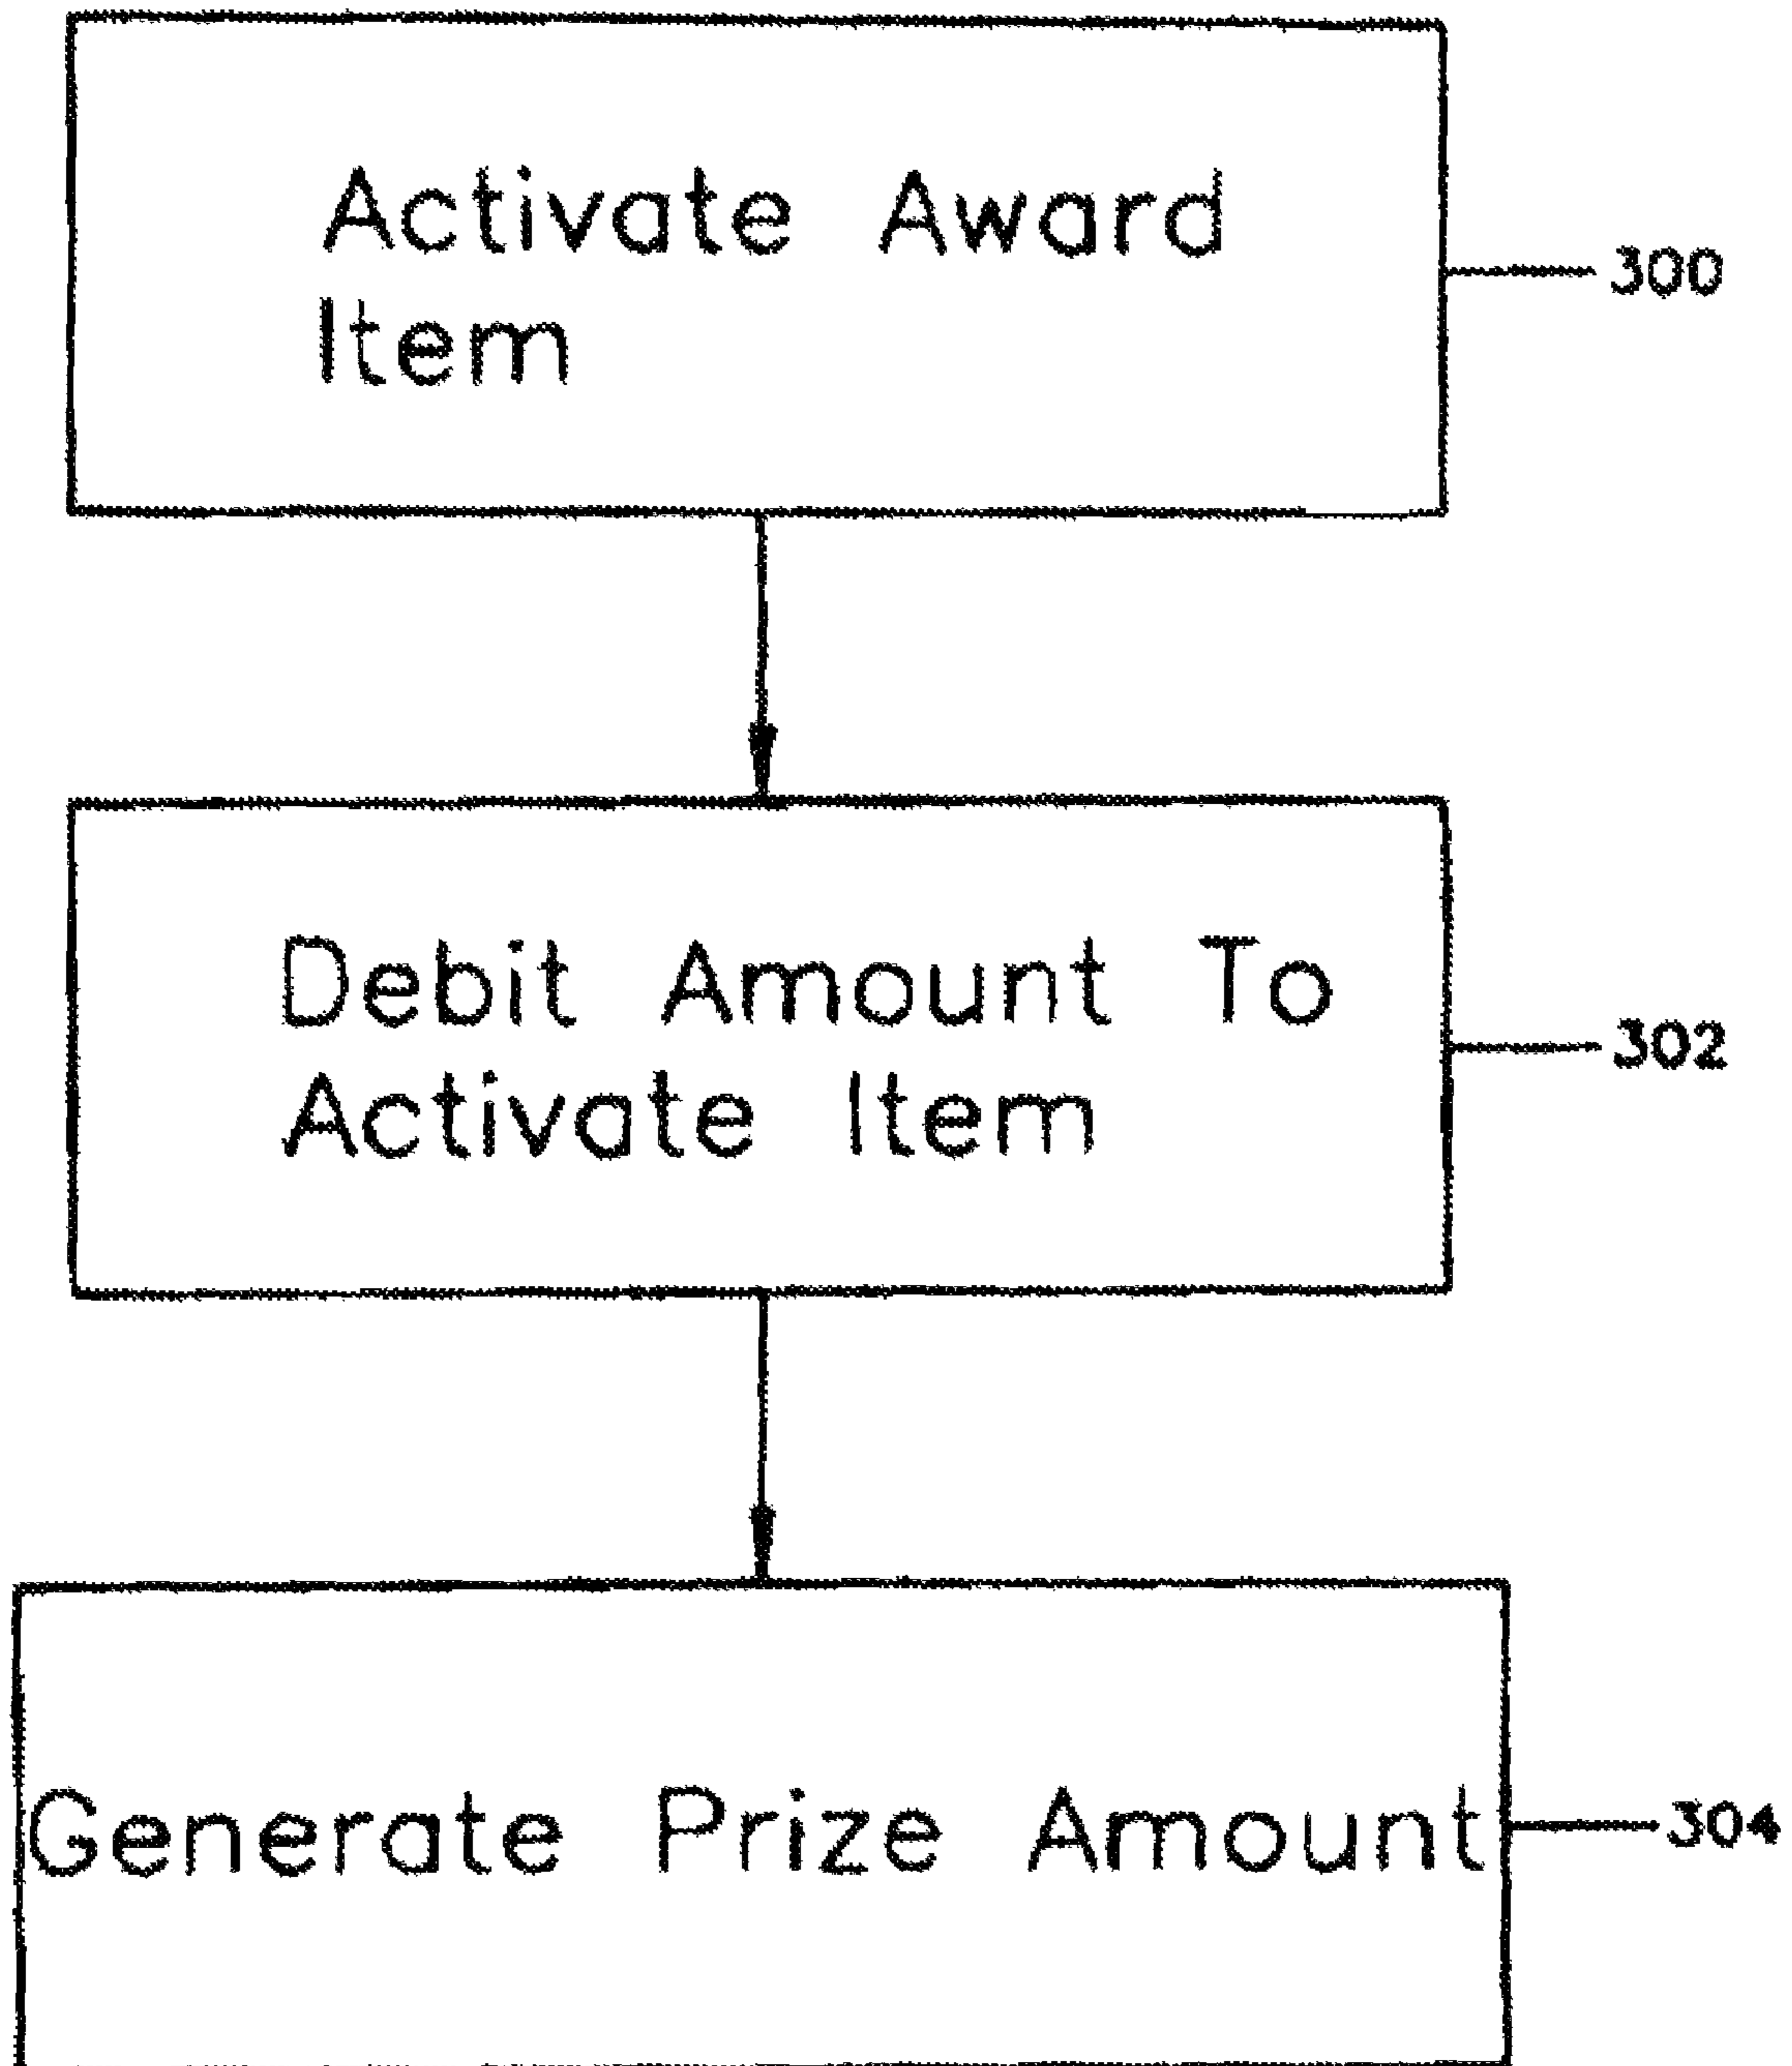 Activate Award
Item
300
Debit Amount To
Activate Item
302
Generate Prize Amount
304